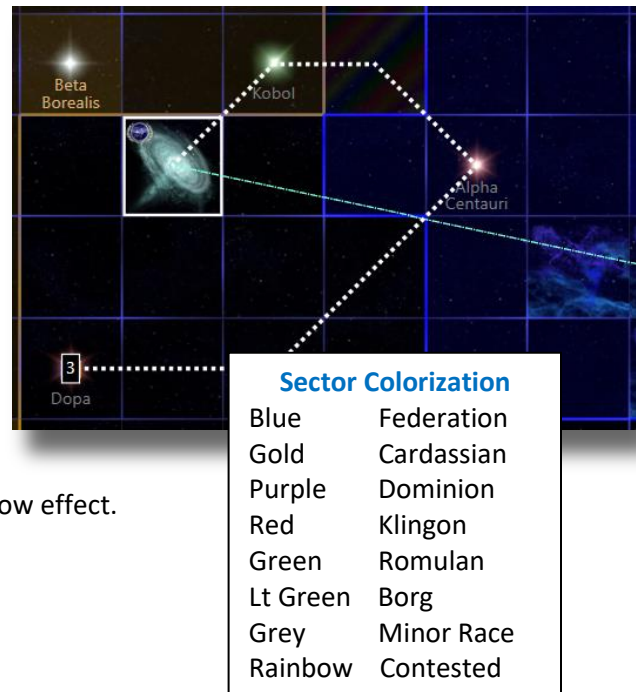 Beta
Borealis
Kobol
Alpha
Centauri
3
Dopa
ow effect.
Sector Colorization
Blue Federation
Gold Cardassian
Purple Dominion
Red Klingon
Green Romulan
Lt Green Borg
Grey Minor Race
Rainbow Contested